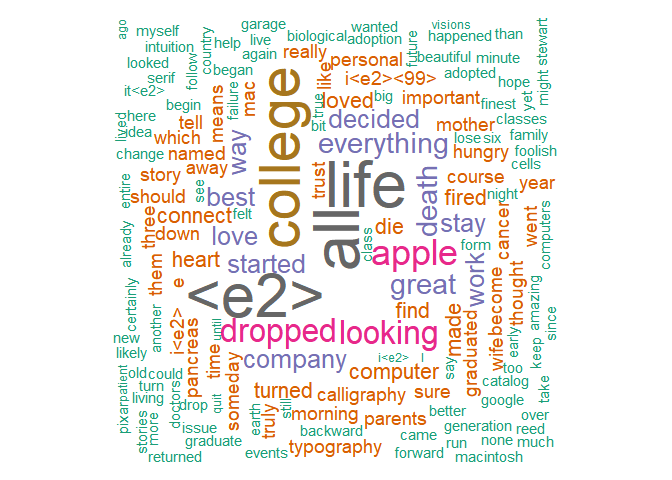 ago
myself
intuition
looked
serif
it<e2>
country
follow
garage
help
live
began
again
biological
adoption
really
wanted
personal
like
future
visions
happened
than
beautiful
minute
might
stewart
adopted
hope
yet
i<e2><99>
mac
failure
means
begin
tell
lived
here
idea
which
change
named
away
way
college
true
bit
loved
big
important
finest
classes
decided
mother
lose
six
family
foolish
everything
hungry
cells
story
see
trust
life
death
course
night
year
should
best
fired
entire
three
connect
felt
all
class
die
stay
form
cancer
went
computers
already
them
down
love
apple
heart
started
great
work
become
thought
amazing
since
certainly
another
i<e2>
e
<e2>
find
wife
early
keep
new
likely
pancreas
time
until
dropped
looking
made
graduated
say
too
company
i<e2>
I
computer
catalog
take
pixar
patient
old
could
turn
living
doctors
drop
quit
someday
turned
calligraphy
sure
google
stories
more
issue
graduate
earth
truly
still
morning
parents
better
over
generation
reed
backward
came
run
none
much
returned
events
typography
forward
macintosh